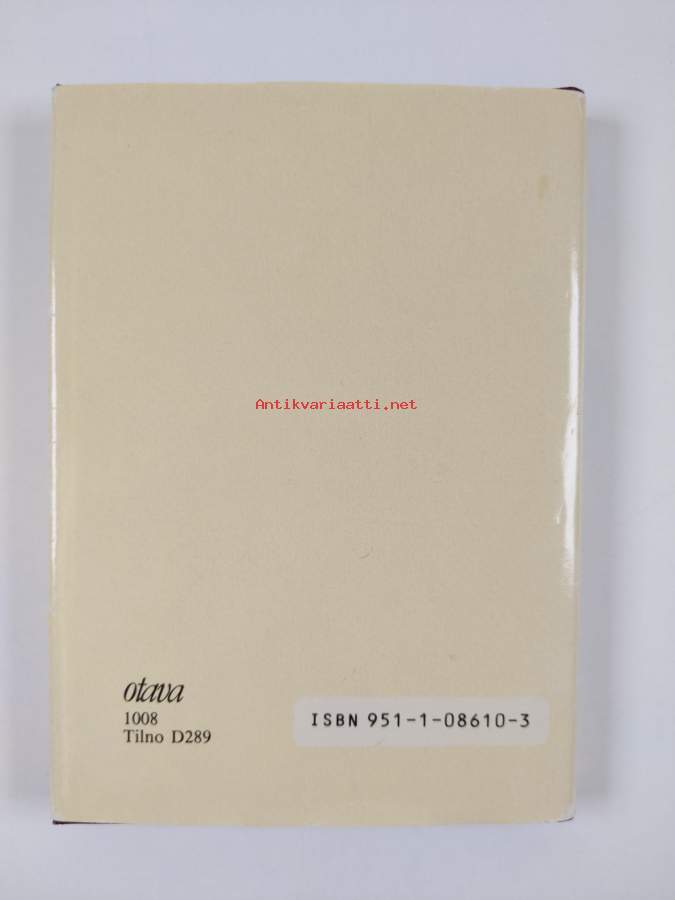 Antikvariaatti.net
otava
1008
Tilno D289
ISBN 951-1-08610-3